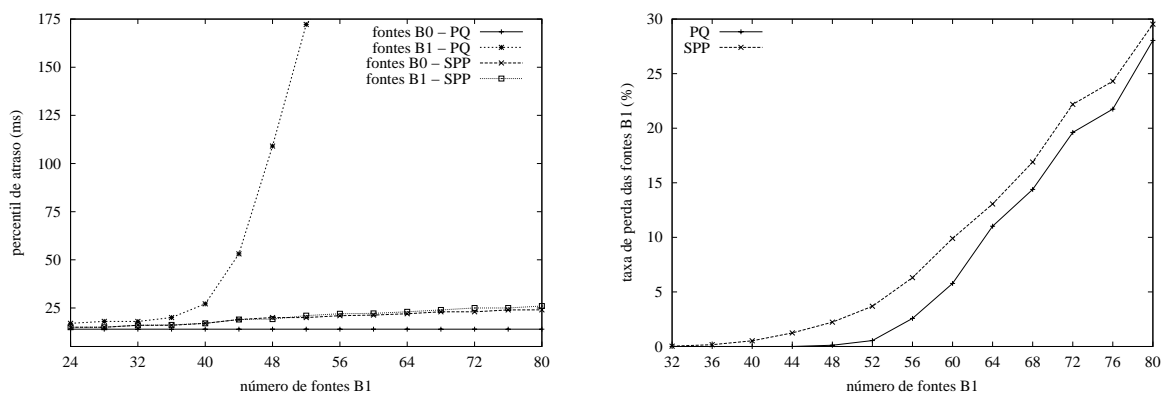 175
150
125
100
75
50
25
percentil de atraso (ms)
24 32 40 48 56 64 72 80
número de fontes B1
fontes B0 – PQ
fontes B1 – PQ
fontes B0 – SPP
fontes B1 – SPP
30
25
20
15
10
5
0
taxa de perda das fontes B1 (%)
32 36 40 44 48 52 56 60 64 68 72 76 80
número de fontes B1
PQ
SPP